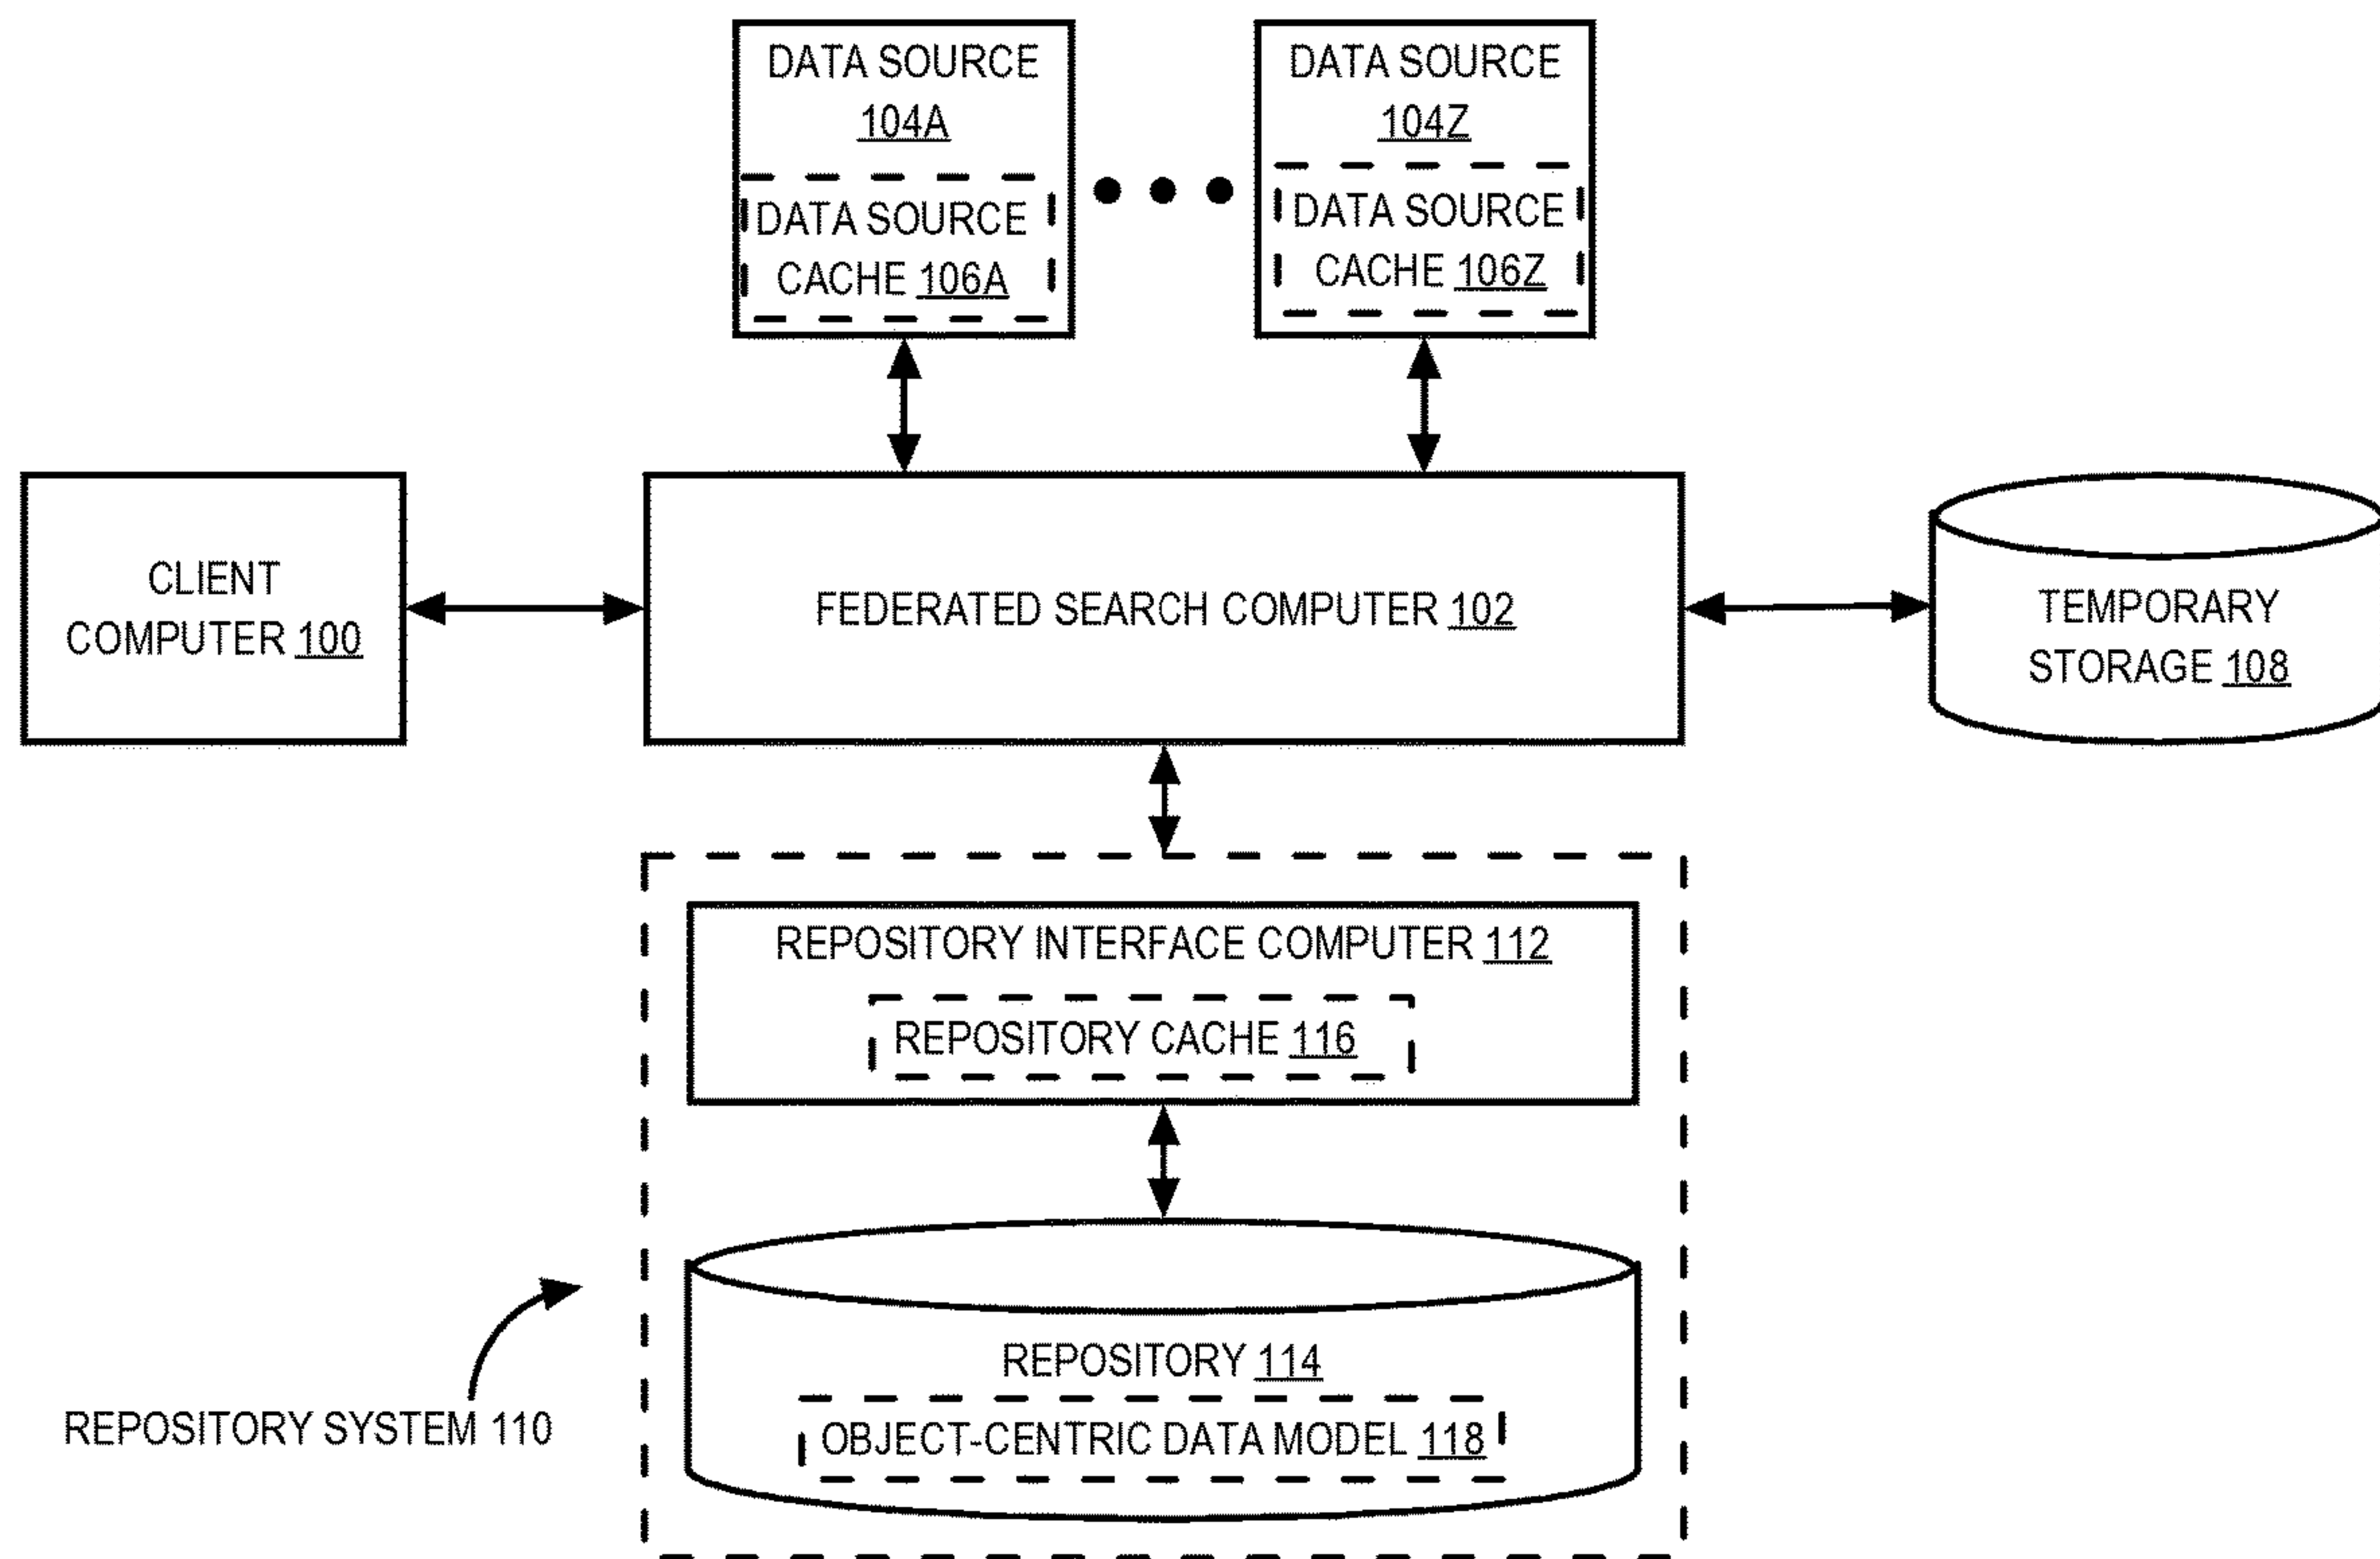 DATA SOURCE
104A
DATA SOURCE
CACHE 106A
DATA SOURCE
104Z
DATA SOURCE
CACHE 106Z
CLIENT
COMPUTER 100
FEDERATED SEARCH COMPUTER 102
TEMPORARY
STORAGE 108
REPOSITORY INTERFACE COMPUTER 112
REPOSITORY CACHE 116
REPOSITORY 114
OBJECT-CENTRIC DATA MODEL 118
REPOSITORY SYSTEM 110